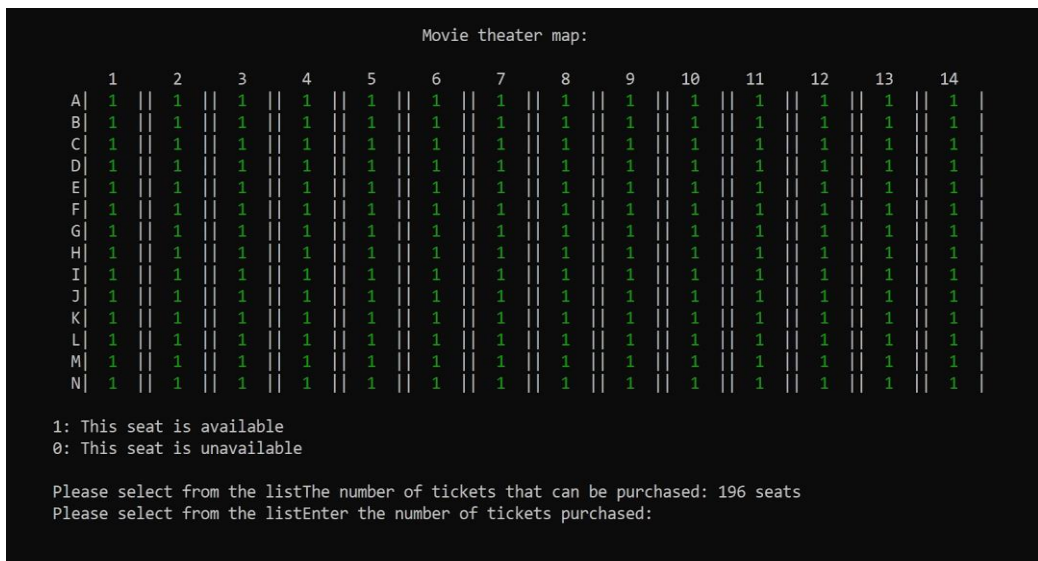 Movie theater map:
1 2 3 4 5 6 7 8 9 10 11 12 13 14
A| 1 || 1 || 1 || 1 || 1 || 1 || 1 || 1 || 1 || 1 || 1 || 1 || 1 || 1 |
B| 1 || 1 || 1 || 1 || 1 || 1 || 1 || 1 || 1 || 1 || 1 || 1 || 1 || 1 |
C| 1 || 1 || 1 || 1 || 1 || 1 || 1 || 1 || 1 || 1 || 1 || 1 || 1 || 1 |
D| 1 || 1 || 1 || 1 || 1 || 1 || 1 || 1 || 1 || 1 || 1 || 1 || 1 || 1 |
E| 1 || 1 || 1 || 1 || 1 || 1 || 1 || 1 || 1 || 1 || 1 || 1 || 1 || 1 |
F| 1 || 1 || 1 || 1 || 1 || 1 || 1 || 1 || 1 || 1 || 1 || 1 || 1 || 1 |
G| 1 || 1 || 1 || 1 || 1 || 1 || 1 || 1 || 1 || 1 || 1 || 1 || 1 || 1 |
H| 1 || 1 || 1 || 1 || 1 || 1 || 1 || 1 || 1 || 1 || 1 || 1 || 1 || 1 |
I| 1 || 1 || 1 || 1 || 1 || 1 || 1 || 1 || 1 || 1 || 1 || 1 || 1 || 1 |
J| 1 || 1 || 1 || 1 || 1 || 1 || 1 || 1 || 1 || 1 || 1 || 1 || 1 || 1 |
K| 1 || 1 || 1 || 1 || 1 || 1 || 1 || 1 || 1 || 1 || 1 || 1 || 1 || 1 |
L| 1 || 1 || 1 || 1 || 1 || 1 || 1 || 1 || 1 || 1 || 1 || 1 || 1 || 1 |
M| 1 || 1 || 1 || 1 || 1 || 1 || 1 || 1 || 1 || 1 || 1 || 1 || 1 || 1 |
N| 1 || 1 || 1 || 1 || 1 || 1 || 1 || 1 || 1 || 1 || 1 || 1 || 1 || 1 |
1: This seat is available
0: This seat is unavailable
Please select from the listThe number of tickets that can be purchased: 196 seats
Please select from the listEnter the number of tickets purchased: